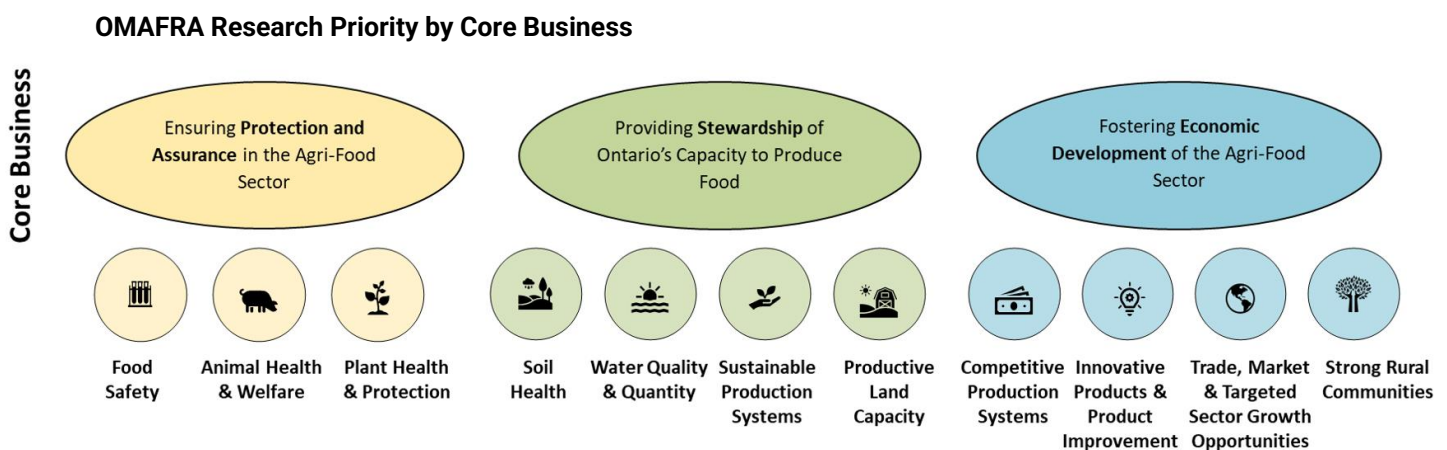 OMAFRA Research Priority by Core Business
Core Business
Ensuring Protection and
Assurance in the Agri-Food
Sector
Providing Stewardship of
Ontario's Capacity to Produce
Food
Fostering Economic
Development of the Agri-Food
Sector
Food
Safety
Animal Health
& Welfare
Plant Health
& Protection
Soil
Health
Water Quality
& Quantity
Sustainable
Production
Systems
Productive
Land
Capacity
Competitive
Production
Systems
Innovative
Products &
Product
Improvement
Trade, Market
& Targeted
Sector Growth
Opportunities
Strong Rural
Communities